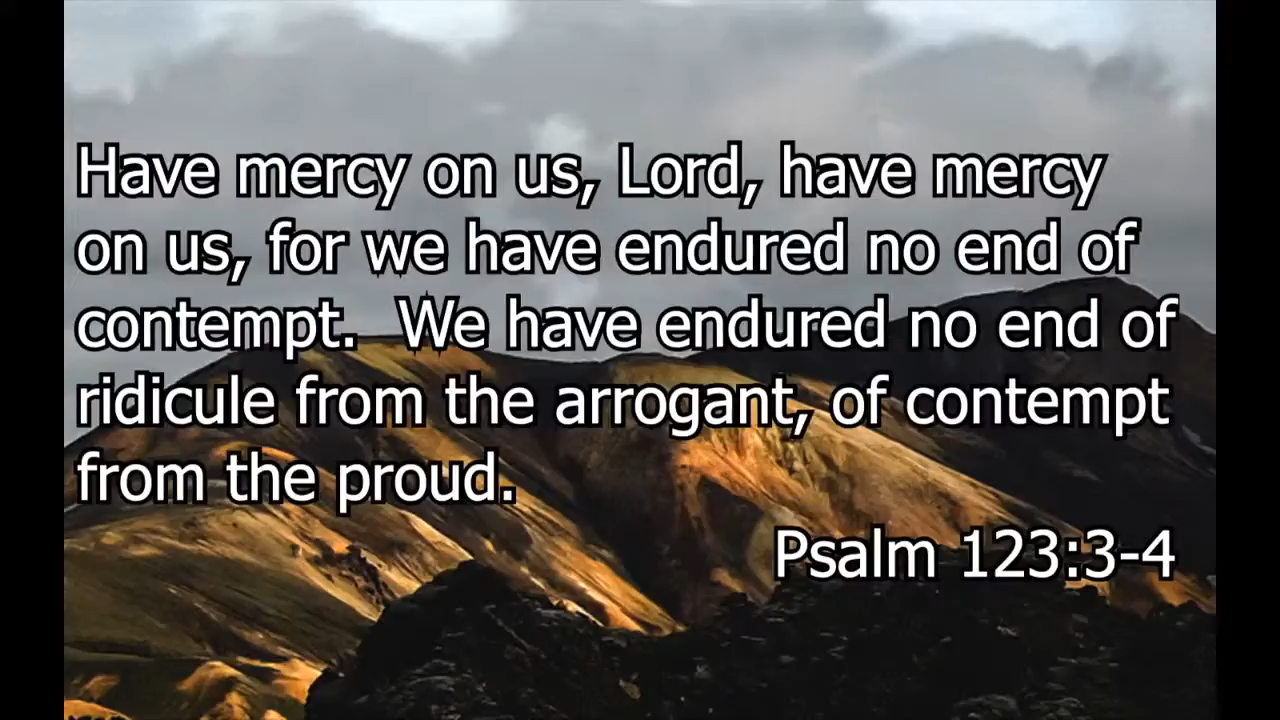 Have mercy on us, Lord, have mercy
on us, for we have endured no end of
contempt.  We have endured no end of
ridicule from the arrogant, of contempt
from the proud.
Psalm 123:3-4